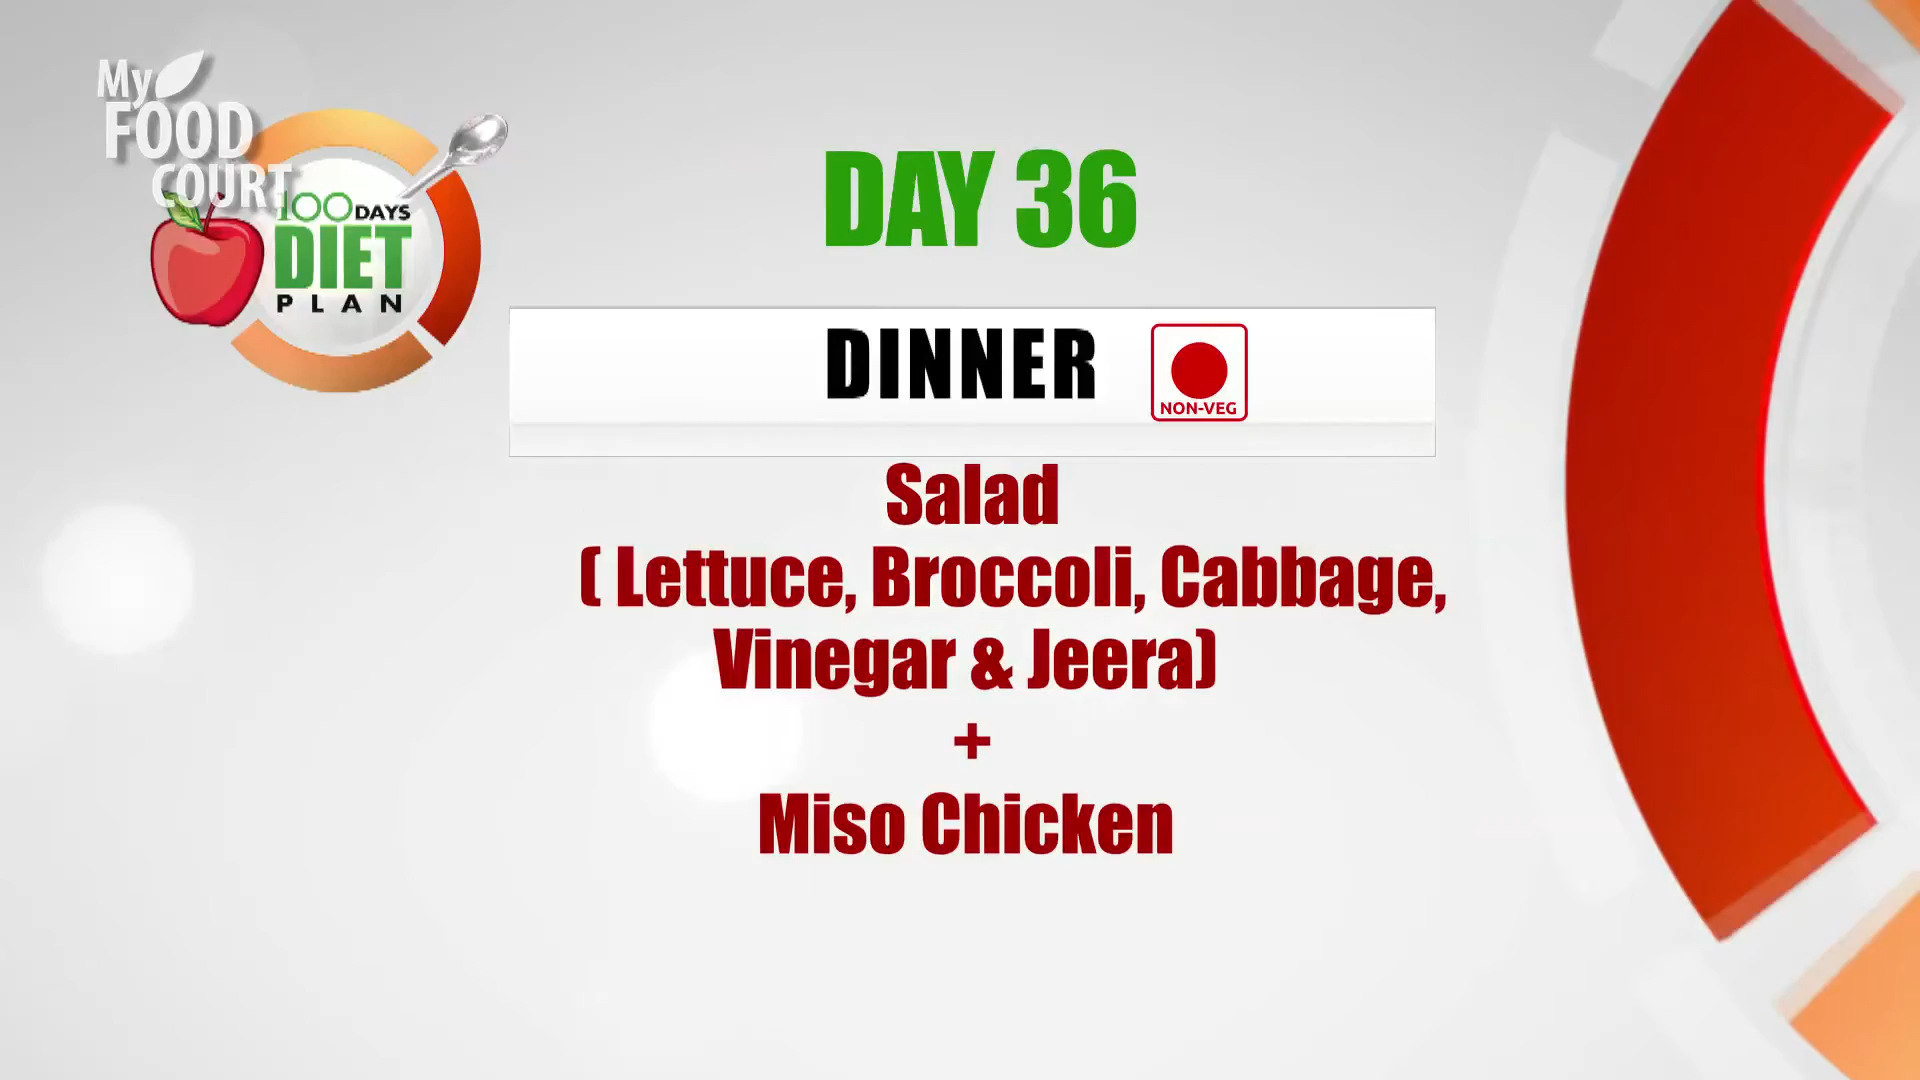 My
FOOD
COURT
100 DAYS
DIET
PLAN
DAY 36
DINNER
NON-VEG
Salad
( Lettuce, Broccoli, Cabbage,
Vinegar & Jeera)
+
Miso Chicken